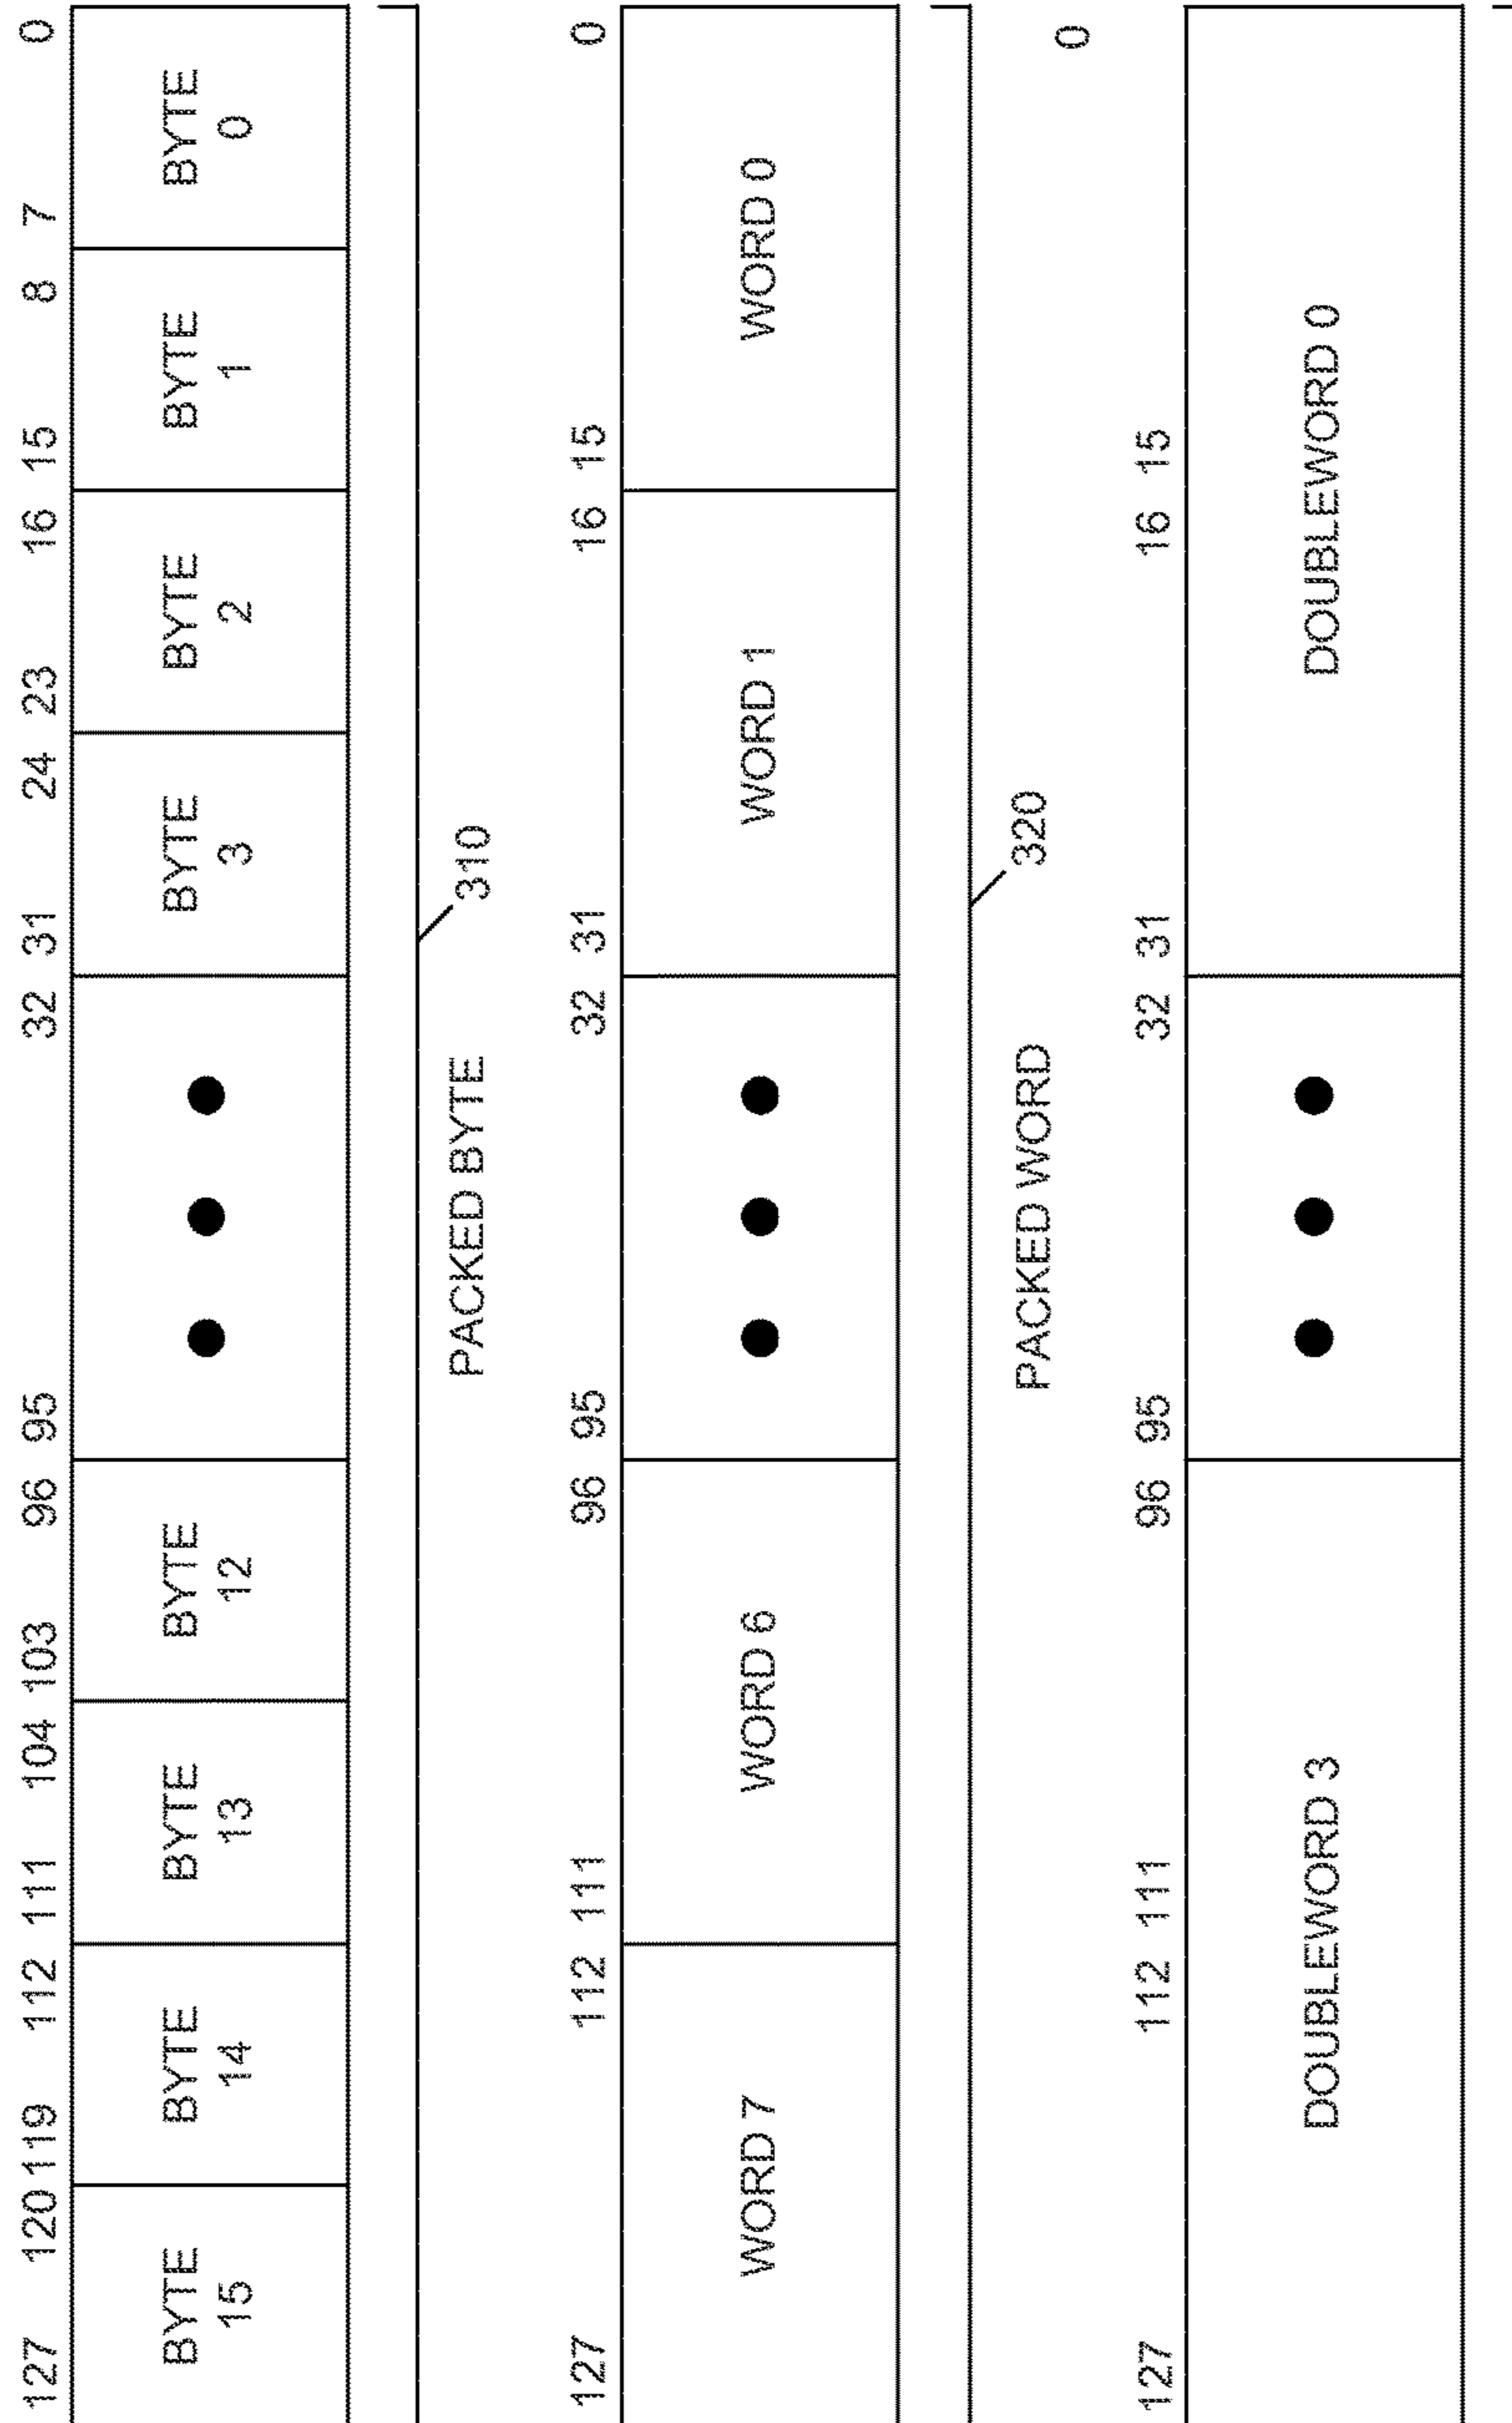 127 120 119 112 111 104 103 96 95 32 31 24 23 16 15 8 7 0
BYTE BYTE BYTE BYTE BYTE BYTE BYTE BYTE
15 14 13 12 3 2 1 0
310
PACKED BYTE
127 112 111 96 95 32 31 16 15 0
WORD 7 WORD 6 WORD 1 WORD 0
320
PACKED WORD
0
127 112 111 96 95 32 31 16 15
DOUBLEWORD 3 DOUBLEWORD 0